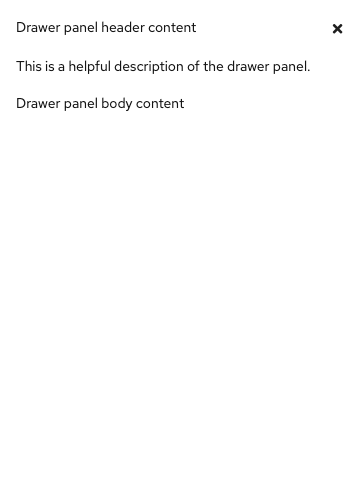 Drawer panel header content
This is a helpful description of the drawer panel.
Drawer panel body content